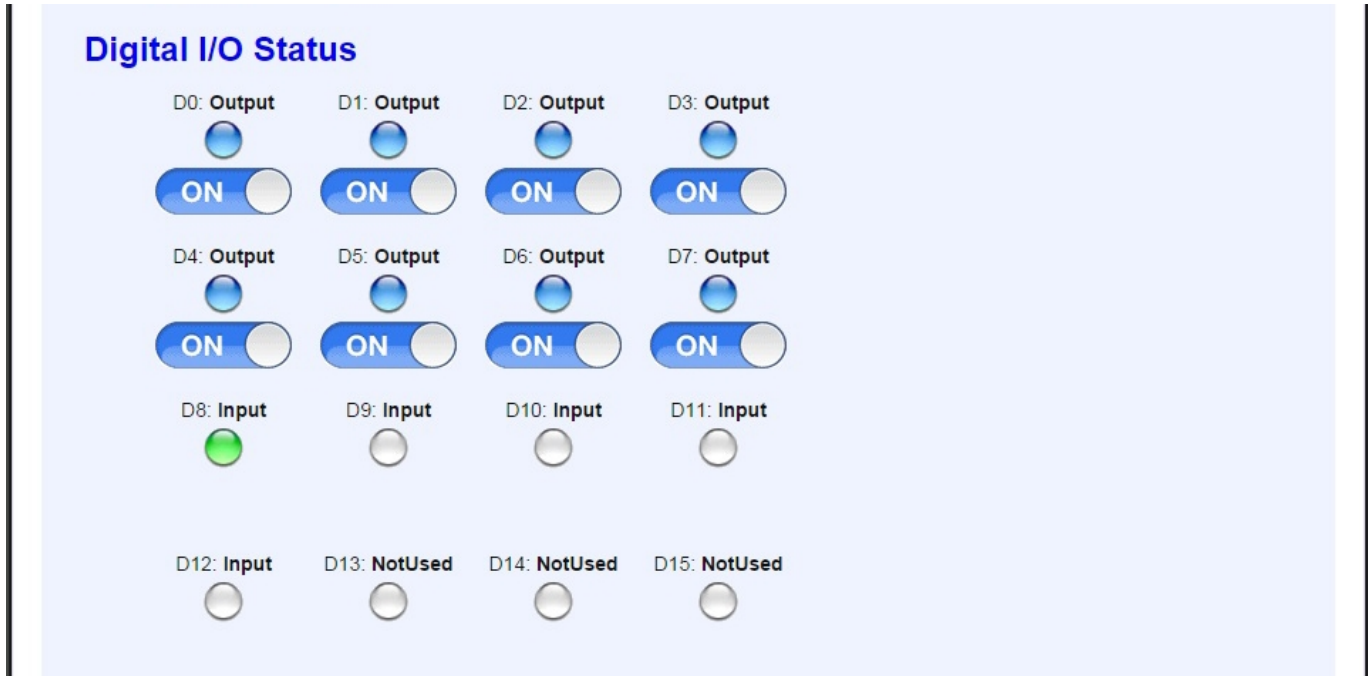 Digital I/O Status
D0: Output D1: Output D2: Output D3: Output
ON ON ON ON
D4: Output D5: Output D6: Output D7: Output
ON ON ON ON
D8: Input D9: Input D10: Input D11: Input
D12: Input D13: NotUsed D14: NotUsed D15: NotUsed